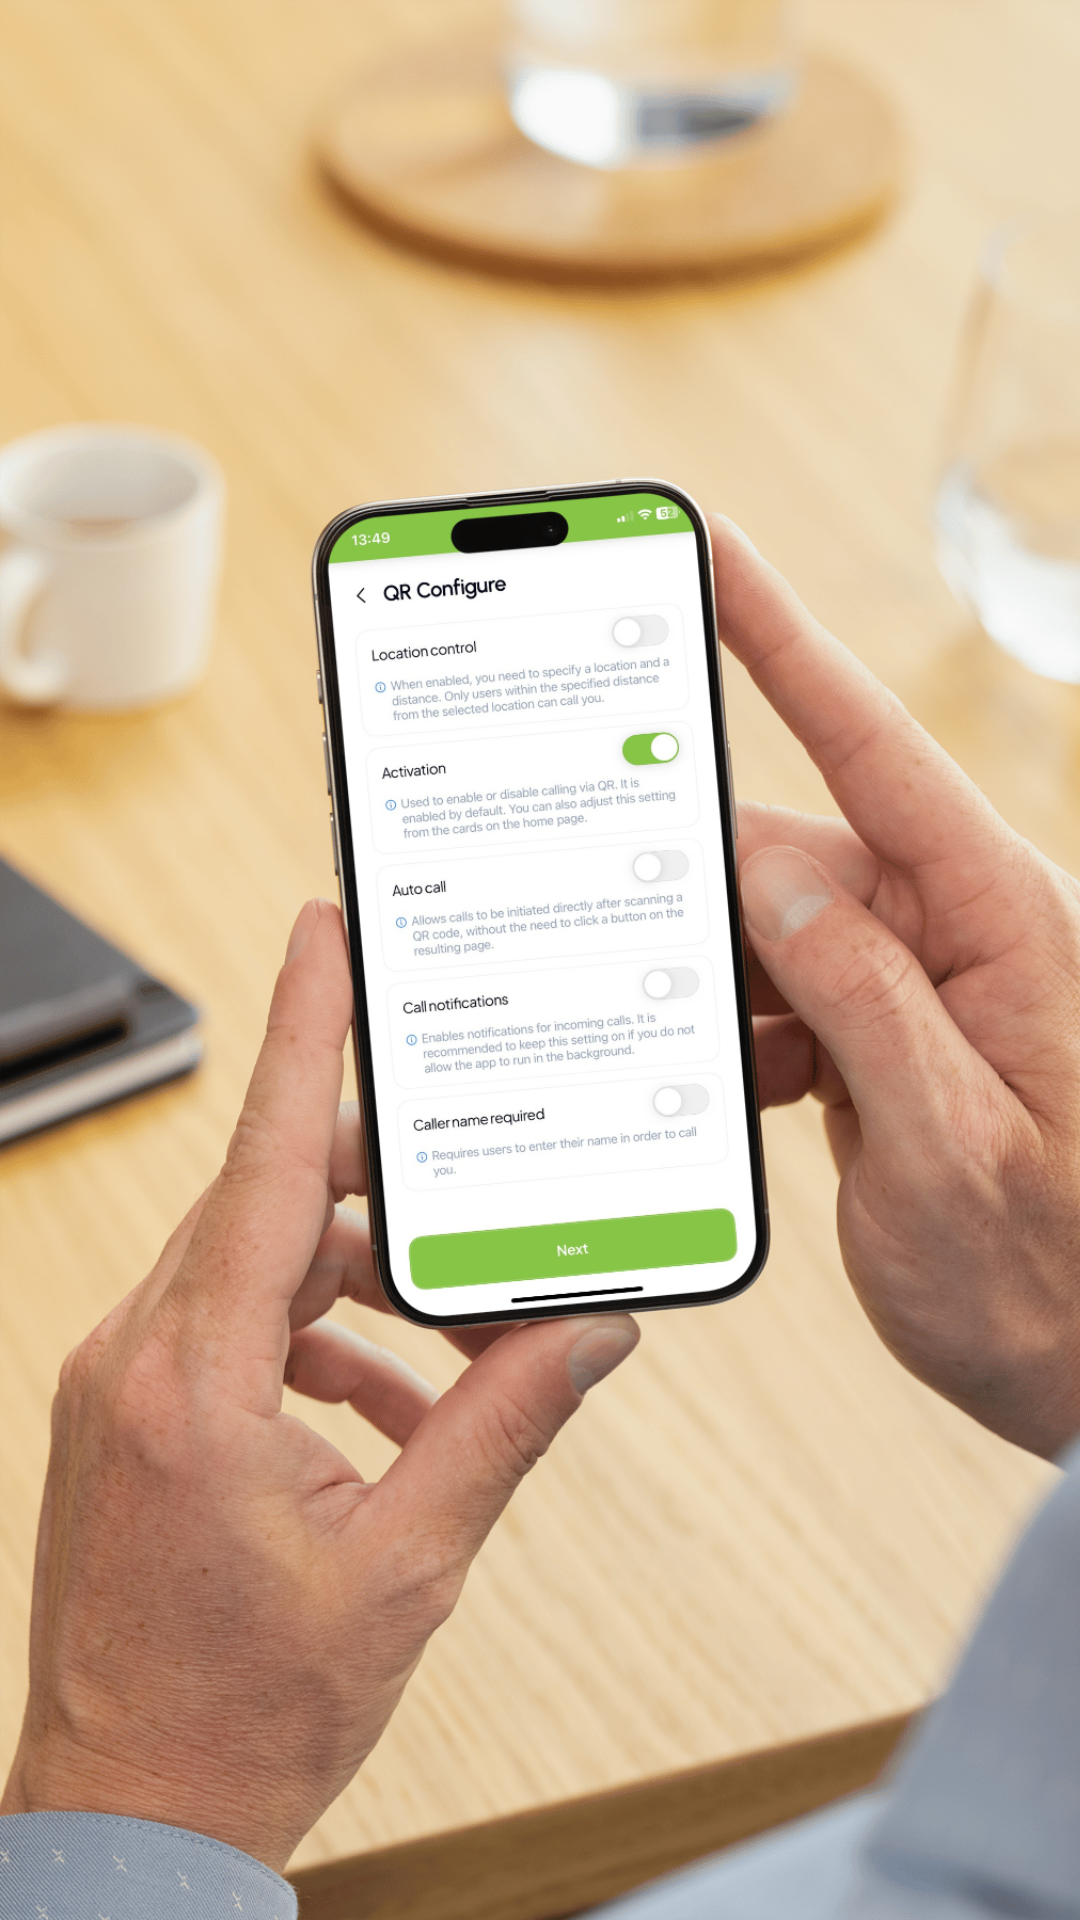 13:49
52
QR Configure
Location control
When enabled, you need to specify a location and a
distance. Only users within the specified distance
from the selected location can call you.
Activation
Used to enable or disable calling via QR. It is
enabled by default. You can also adjust this setting
from the cards on the home page.
Auto call
Allows calls to be initiated directly after scanning a
QR code, without the need to click a button on the
resulting page.
Call notifications
Enables notifications for incoming calls. It is
recommended to keep this setting on if you do not
allow the app to run in the background.
Caller name required
Requires users to enter their name in order to call
you.
Next